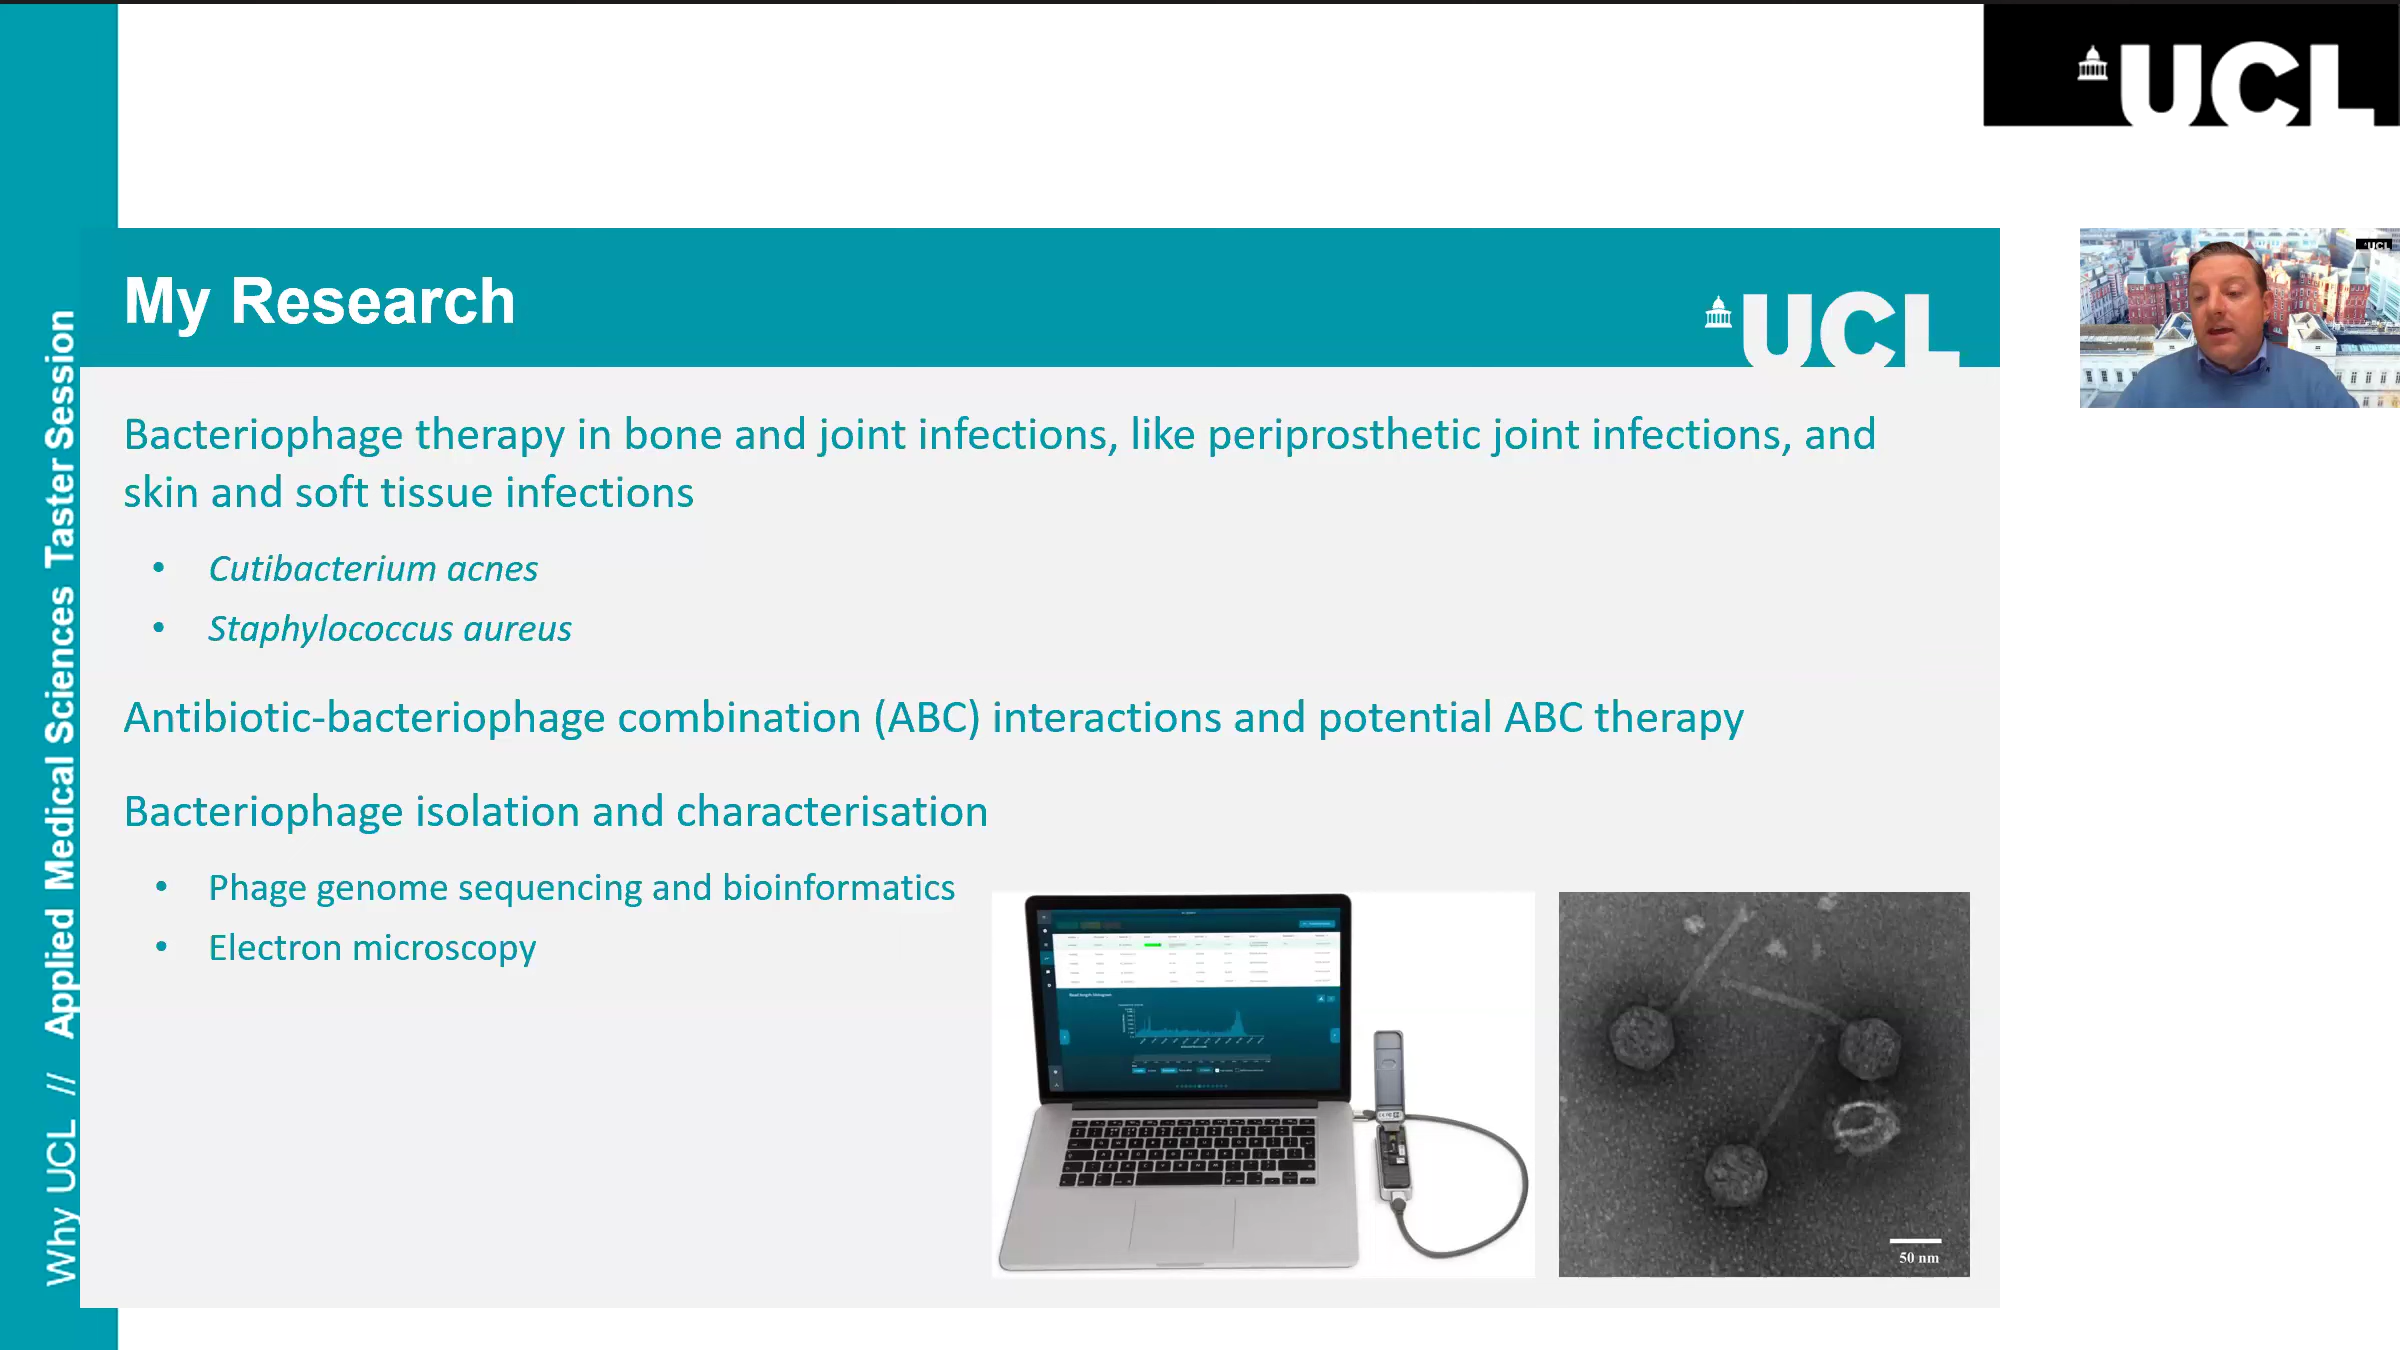 UCL
UCL
My Research
UCL
Bacteriophage therapy in bone and joint infections, like periprosthetic joint infections, and
skin and soft tissue infections
• Cutibacterium acnes
• Staphylococcus aureus
Antibiotic-bacteriophage combination (ABC) interactions and potential ABC therapy
Bacteriophage isolation and characterisation
• Phage genome sequencing and bioinformatics
• Electron microscopy
50 nm
Why UCL // Applied Medical Sciences Taster Session